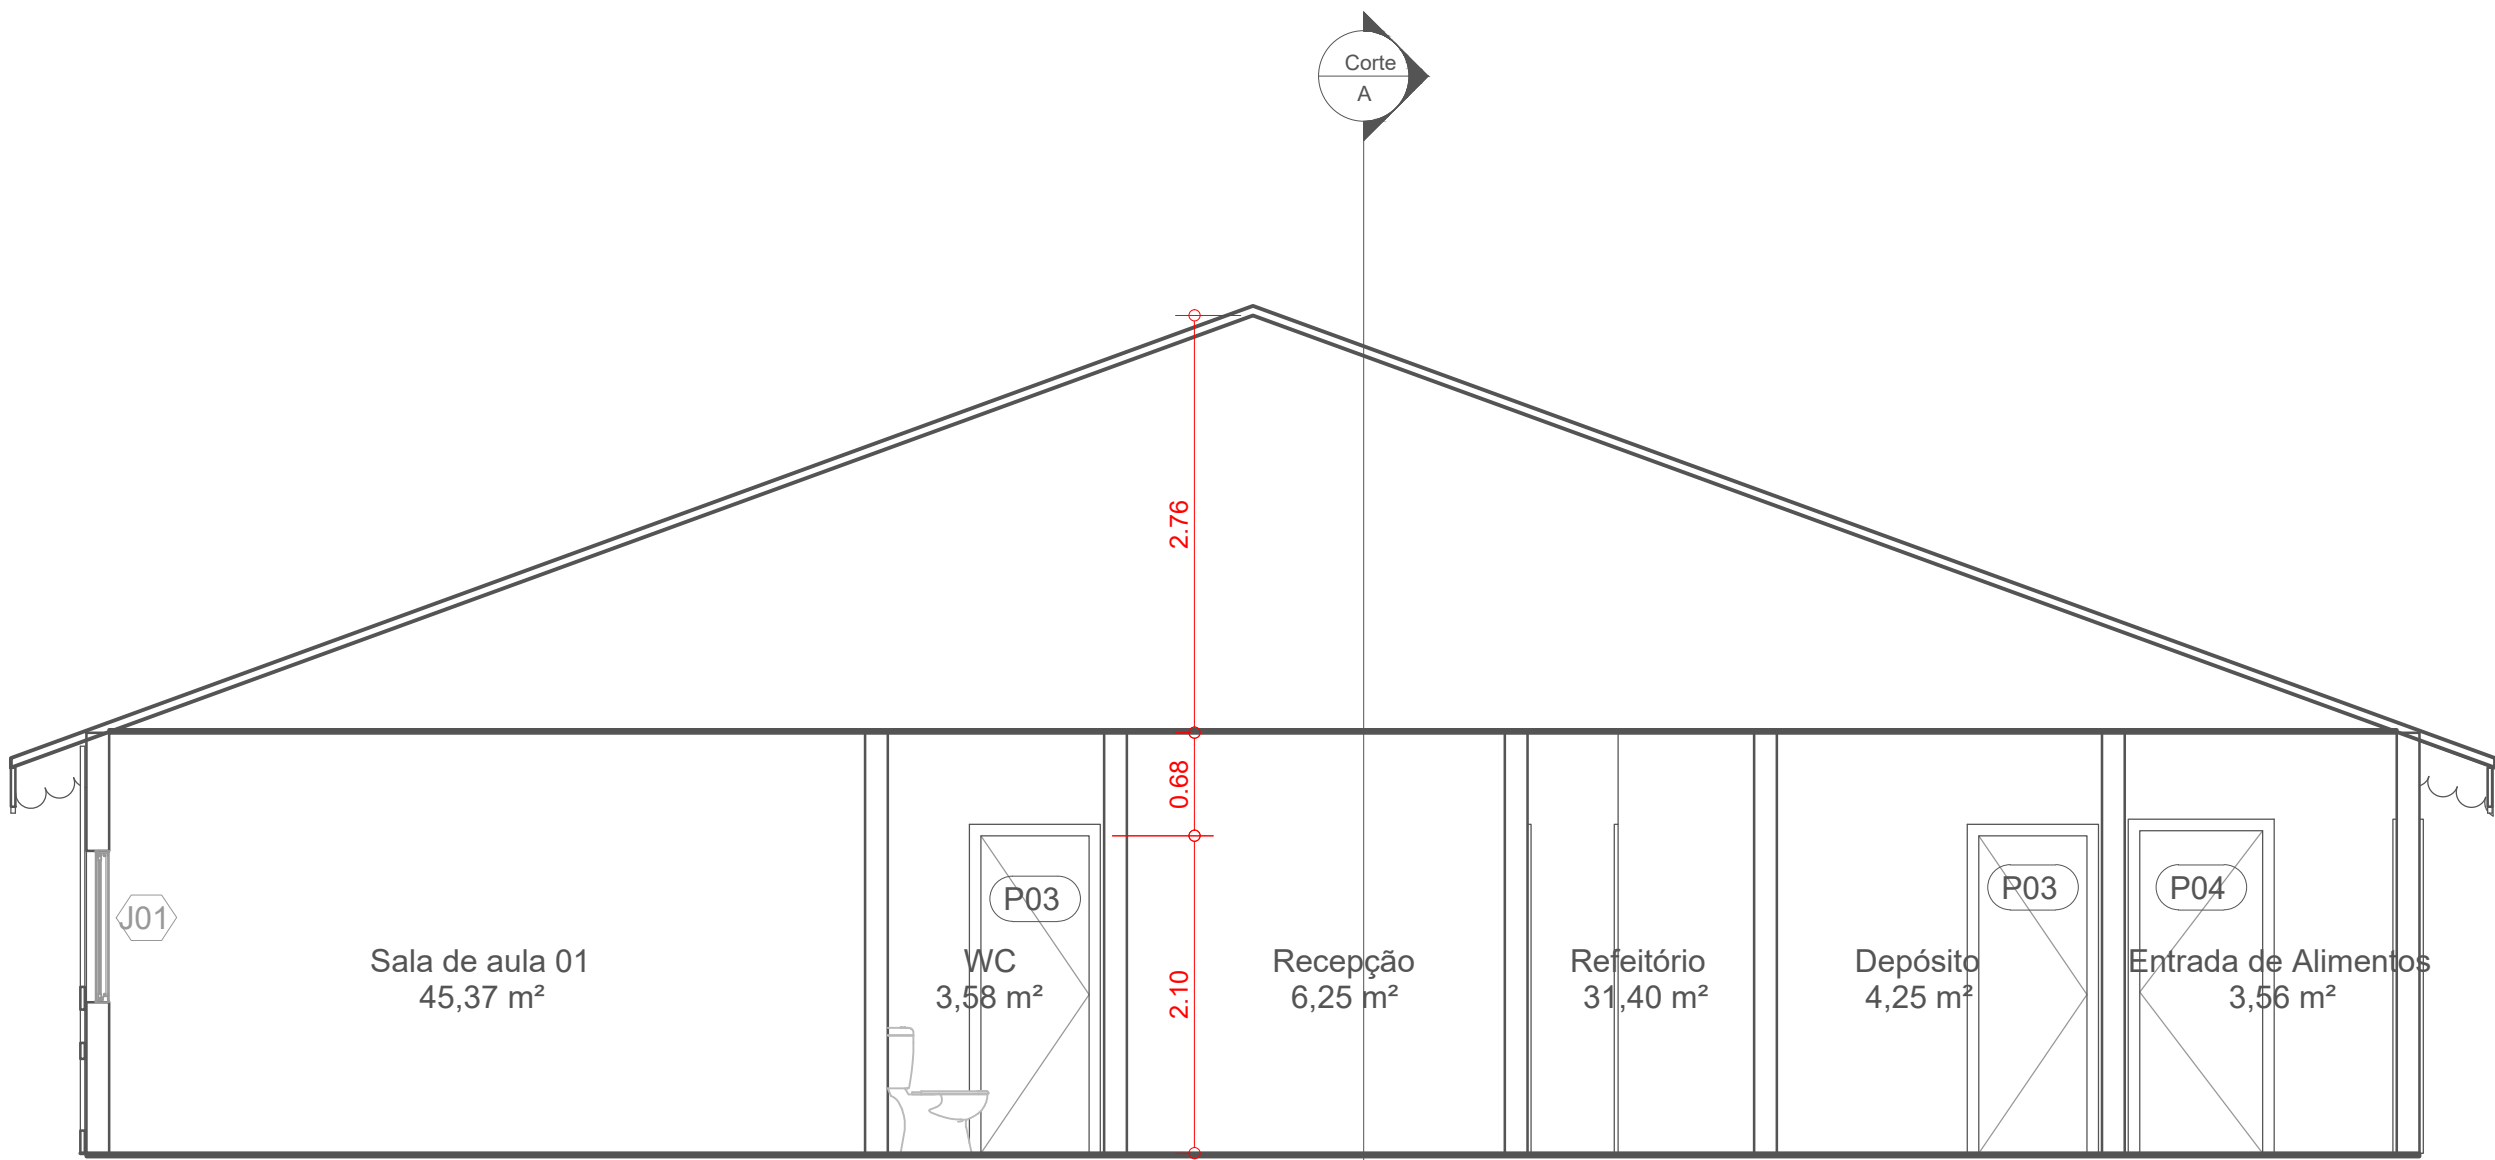 Corte
A
2.76
0.68
2.10
J01
P03
P03
P04
Sala de aula 01
45,37 m²
WC
3,58 m²
Recepção
6,25 m²
Refeitório
31,40 m²
Depósito
4,25 m²
Entrada de Alimentos
3,56 m²